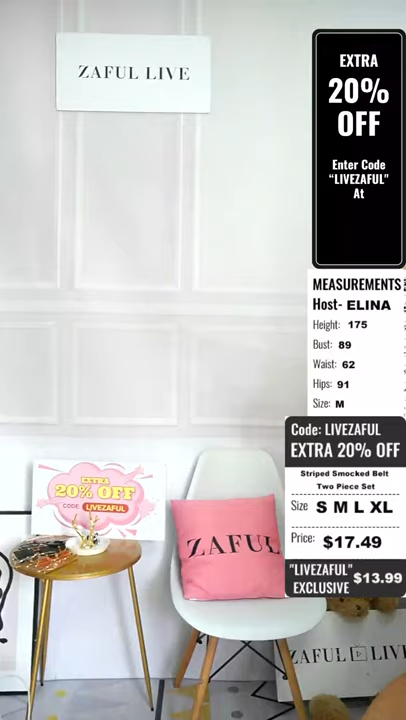 ZAFUL LIVE
EXTRA
20%
OFF
Enter Code
“LIVEZAFUL"
At
MEASUREMENTS
Host- ELINA
Height: 175
Bust: 89
Waist: 62
Hips: 91
Size: M
Code: LIVEZAFUL
EXTRA 20% OFF
Striped Smocked Belt
Two Piece Set
Size S M L XL
Price: $17.49
"LIVEZAFUL"
EXCLUSIVE $13.99
EXTRA
20% OFF
CODE: LIVEZAFUL
ZAFUL
ZAFUL LIVE